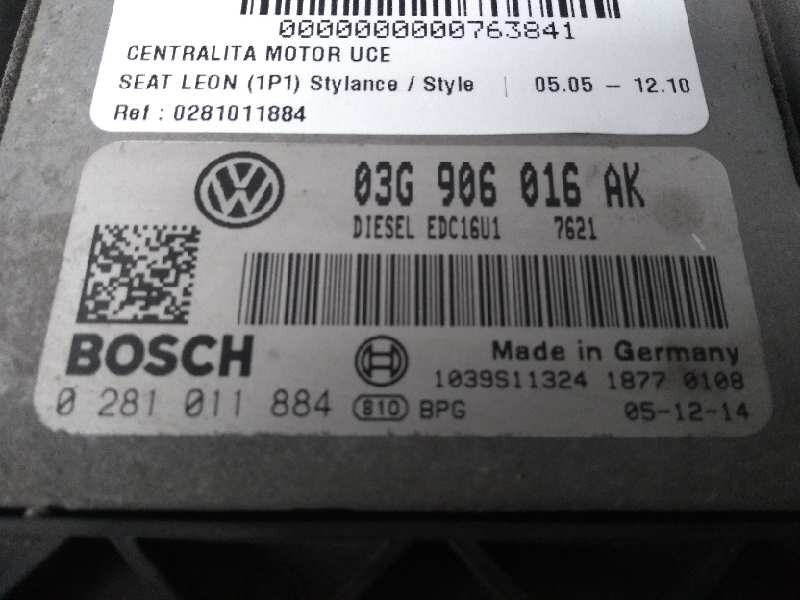 0000000000763841
CENTRALITA MOTOR UCE
SEAT LEON (1P1) Stylance / Style | 05.05 – 12.10
Ref : 0281011884
03G 906 016 AK
DIESEL EDC16U1 7621
BOSCH
Made in Germany
1039S11324 1877 0108
0 281 011 884 810 BPG 05-12-14